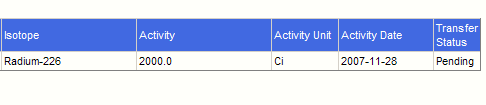 Isotope Activity Activity Unit Activity Date Transfer Status
Radium-226 2000.0 Ci 2007-11-28 Pending